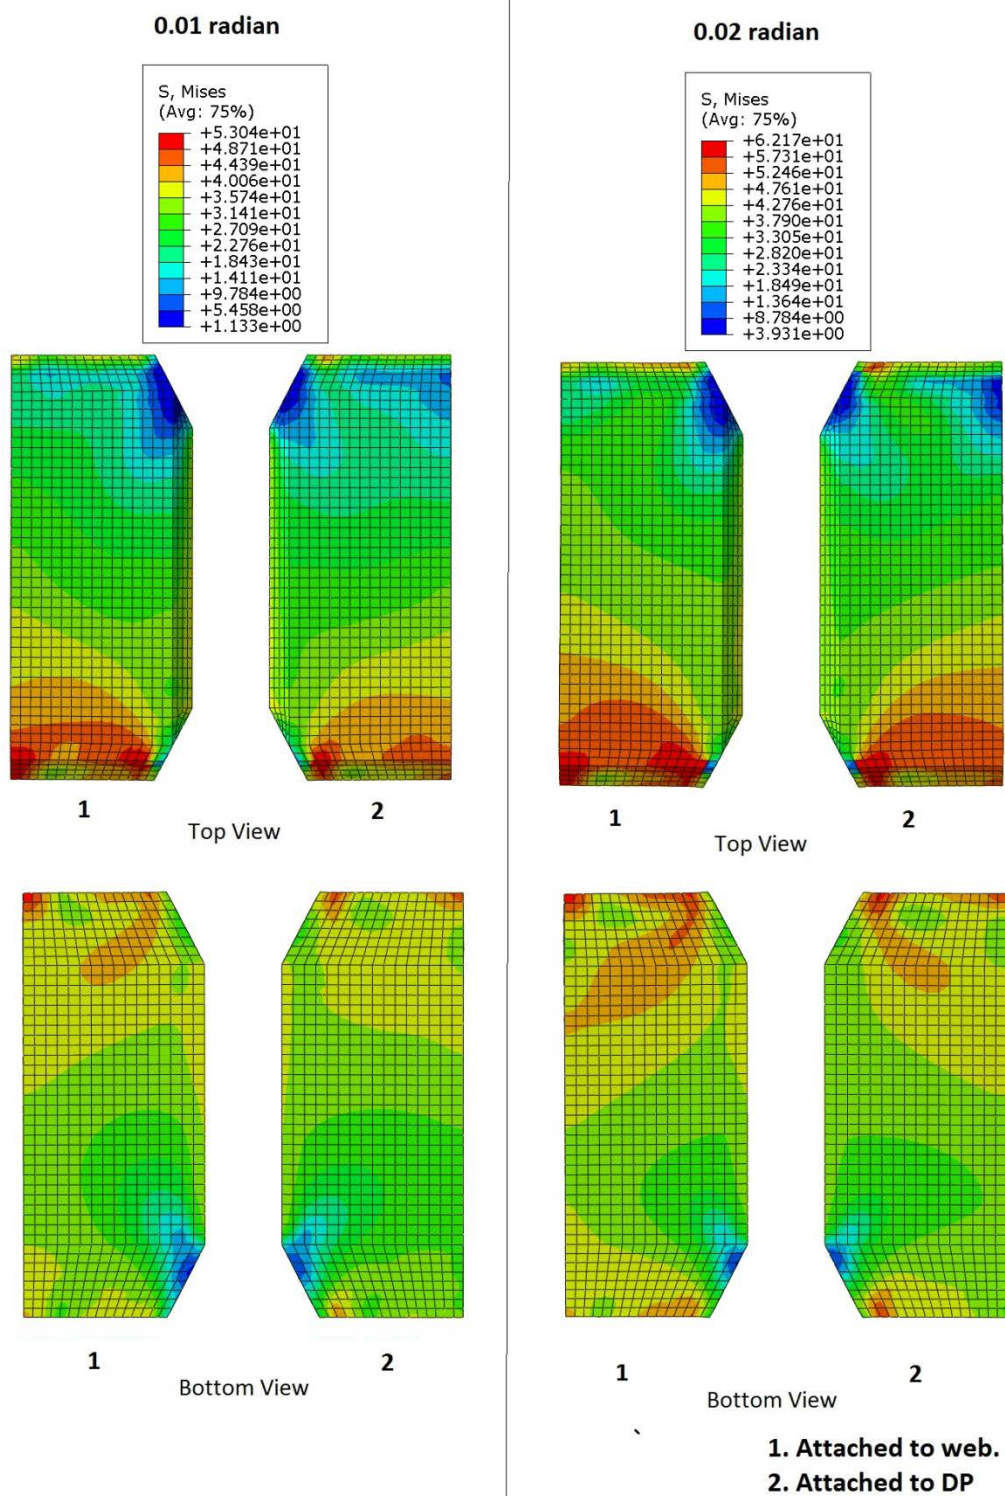 0.01 radian
S, Mises
(Avg: 75%)
+5.304e+01
+4.871e+01
+4.439e+01
+4.006e+01
+3.574e+01
+3.141e+01
+2.709e+01
+2.276e+01
+1.843e+01
+1.411e+01
+9.784e+00
+5.458e+00
+1.133e+00
1
2
Top View
1
2
Bottom View
0.02 radian
S, Mises
(Avg: 75%)
+6.217e+01
+5.731e+01
+5.246e+01
+4.761e+01
+4.276e+01
+3.790e+01
+3.305e+01
+2.820e+01
+2.334e+01
+1.849e+01
+1.364e+01
+8.784e+00
+3.931e+00
1
2
Top View
1
2
Bottom View
1. Attached to web.
2. Attached to DP